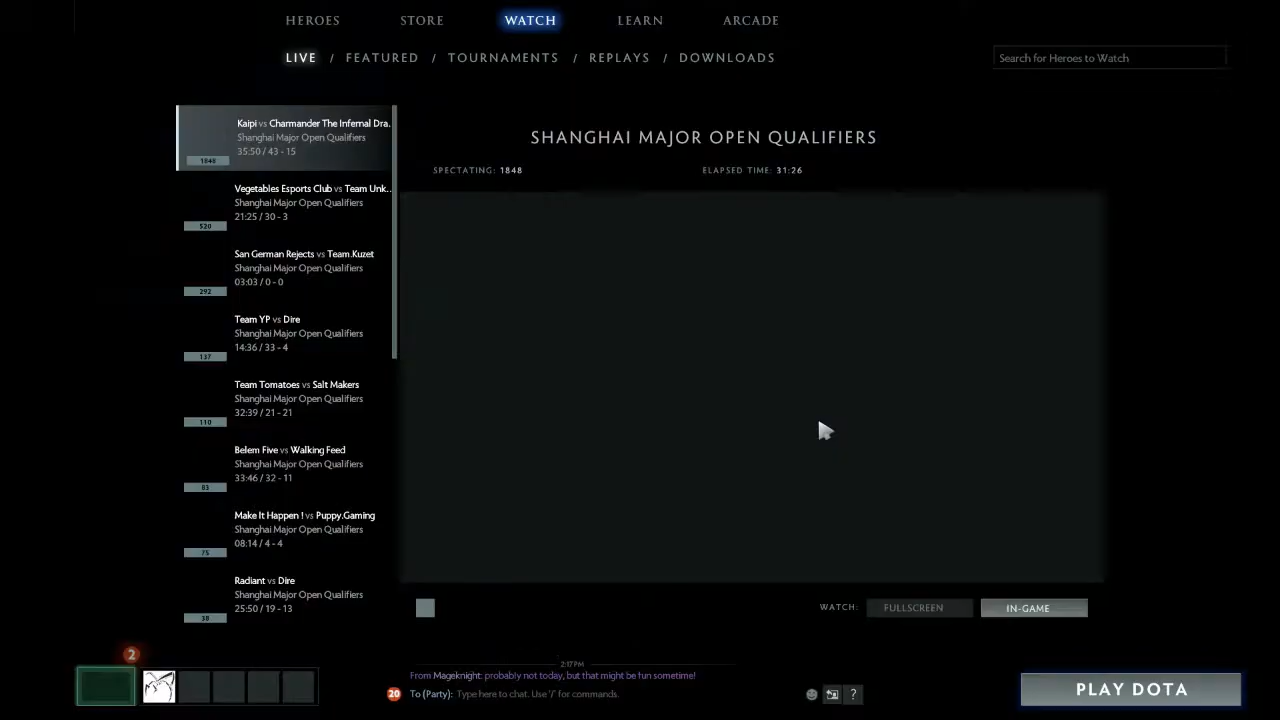 HEROES STORE WATCH LEARN ARCADE
LIVE / FEATURED / TOURNAMENTS / REPLAYS / DOWNLOADS
Search for Heroes to Watch
Kaipi vs Charmander The Infernal Dra..
Shanghai Major Open Qualifiers
35:50 / 43 - 15
1848
Vegetables Esports Club vs Team Unk..
Shanghai Major Open Qualifiers
21:25 / 30 - 3
520
San German Rejects vs Team.Kuzet
Shanghai Major Open Qualifiers
03:03 / 0 - 0
292
Team YP vs Dire
Shanghai Major Open Qualifiers
14:36 / 33 - 4
137
Team Tomatoes vs Salt Makers
Shanghai Major Open Qualifiers
32:39 / 21 - 21
110
Belem Five vs Walking Feed
Shanghai Major Open Qualifiers
33:46 / 32 - 11
83
Make It Happen ! vs Puppy.Gaming
Shanghai Major Open Qualifiers
08:14 / 4 - 4
75
Radiant vs Dire
Shanghai Major Open Qualifiers
25:50 / 19 - 13
38
SHANGHAI MAJOR OPEN QUALIFIERS
SPECTATING: 1848 ELAPSED TIME: 31:26
WATCH: FULLSCREEN IN-GAME
2
2:17PM
From Mageknight: probably not today, but that might be fun sometime!
20 To (Party): Type here to chat. Use '/' for commands.
?
PLAY DOTA